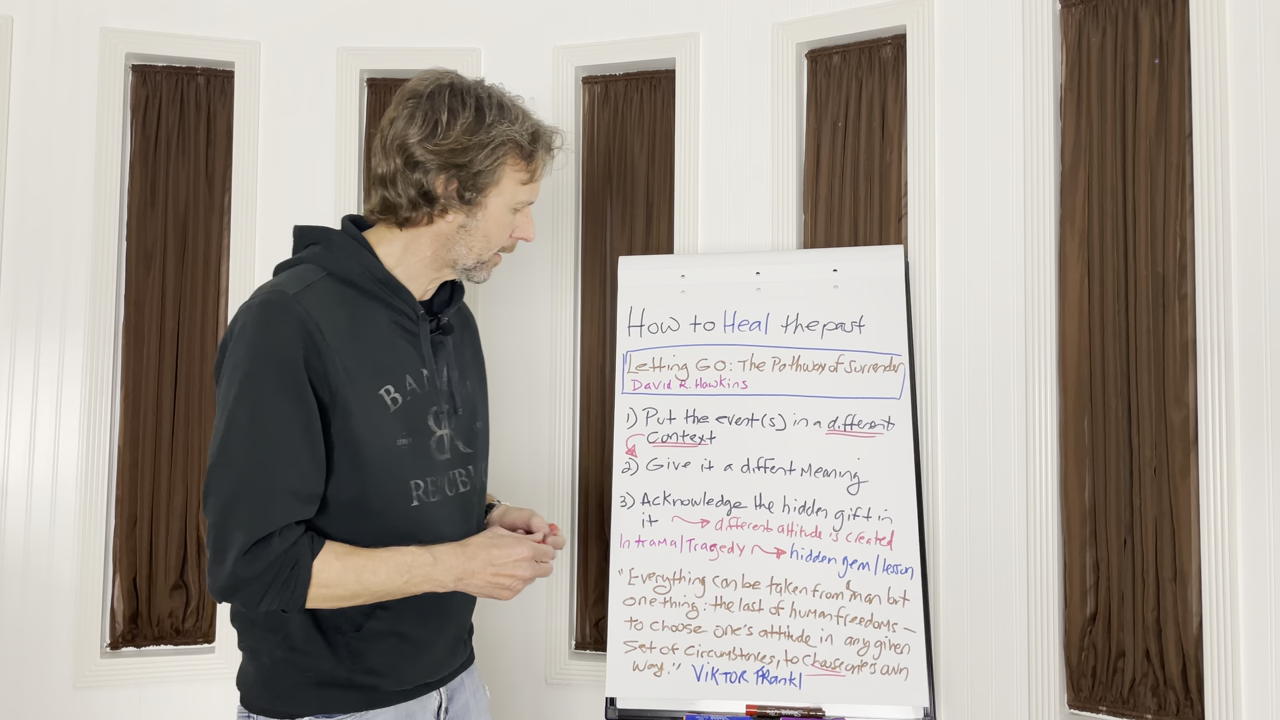 BANANA
BR
REPUBLIC
How to Heal the past
Letting GO: The Pathway of Surrender
David R. Hawkins
1) Put the event(s) in a different
context
2) Give it a diffent Meaning
3) Acknowledge the hidden gift in
it → different attitude is created
In trama/Tragedy → hidden gem/lesson
"Everything can be taken from a man but
one thing: the last of human freedoms –
to choose one's attitude in any given
set of circumstances, to choose one's own
way." Viktor Frankl